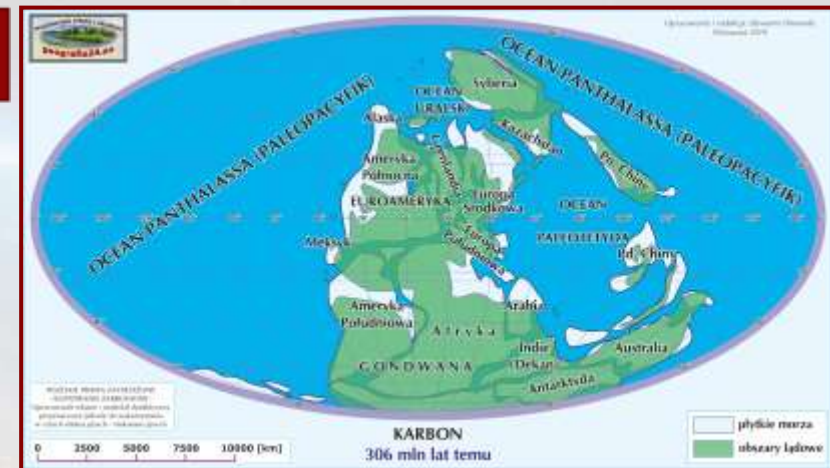 geografia24.eu
OCEAN PANTHALASSA (PALEOPACYFIK)
OCEAN PANTHALASSA (PALEOPACYFIK)
Syberia
OCEAN
URALSKI
Alaska
Kazachstan
Grenlandia
Pn. Chiny
Ameryka
Północna
EUROAMERYKA
Europa
Środkowa
OCEAN
PALEOTETYDA
Meksyk
Europa
Południowa
Pd. Chiny
Ameryka
Południowa
Arabia
Afryka
Indie
Dekan
Australia
GONDWANA
Antarktyda
KARBON
306 mln lat temu
0 2500 5000 7500 10000 [km]
płytkie morza
obszary lądowe